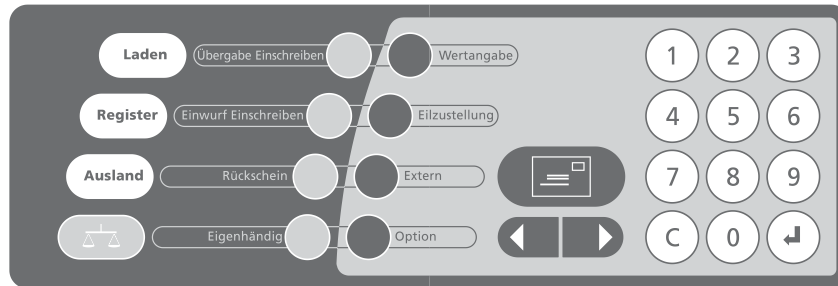 Laden Übergabe Einschreiben Wertangabe 1 2 3
Register Einwurf Einschreiben Eilzustellung 4 5 6
Ausland Rückschein Extern 7 8 9
Eigenhändig Option C 0